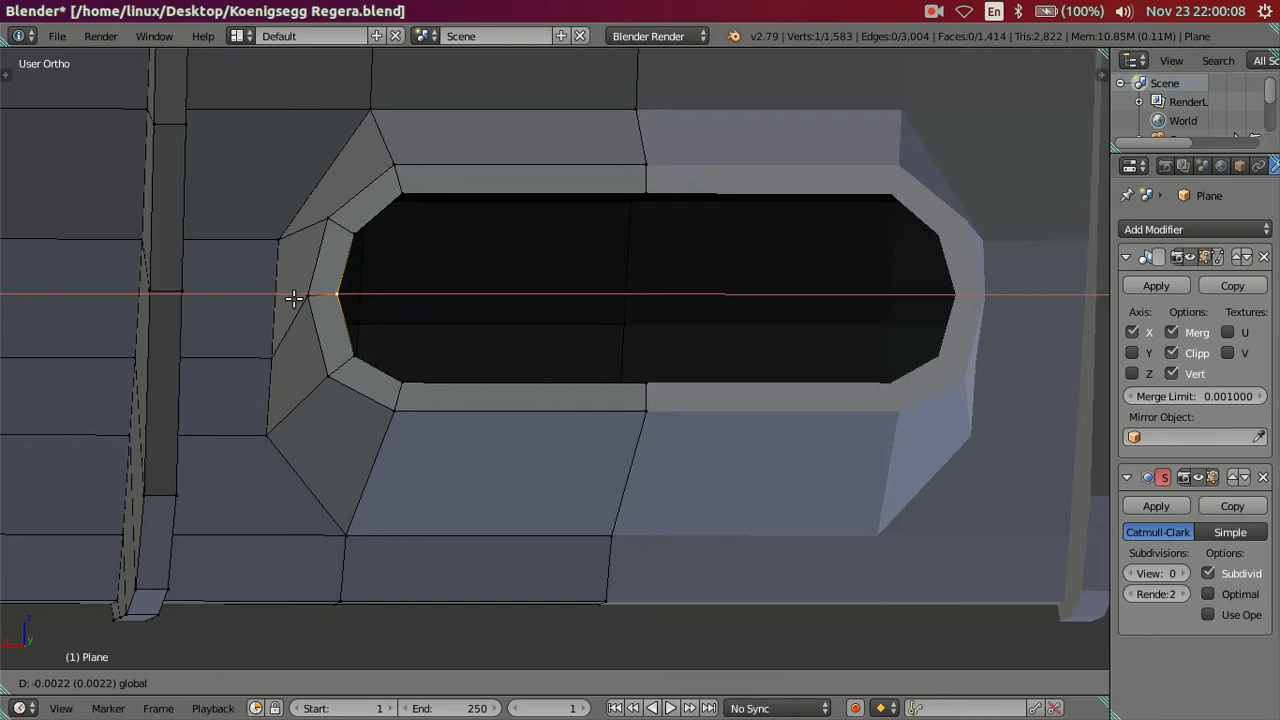 Blender* [/home/linux/Desktop/Koenigsegg Regera.blend]
En
(100%)
Nov 23 22:00:08
File
Render
Window
Help
Default
Scene
Blender Render
v2.79 | Verts:1/1,583 | Edges:0/3,004 | Faces:0/1,414 | Tris:2,822 | Mem:10.85M (0.11M) | Plane
User Ortho
View
Search
All Sc
Scene
RenderL
World
Plane
Add Modifier
Apply
Copy
Axis:
Options:
Textures:
X
Merg
U
Y
Clipp
V
Z
Vert
Merge Limit: 0.001000
Mirror Object:
S
Apply
Copy
Catmull-Clark
Simple
Subdivisions:
Options:
View: 0
Subdivid
Rende:2
Optimal
Use Ope
z
x
y
(1) Plane
D: -0.0022 (0.0022) global
View
Marker
Frame
Playback
Start:
1
End:
250
1
No Sync